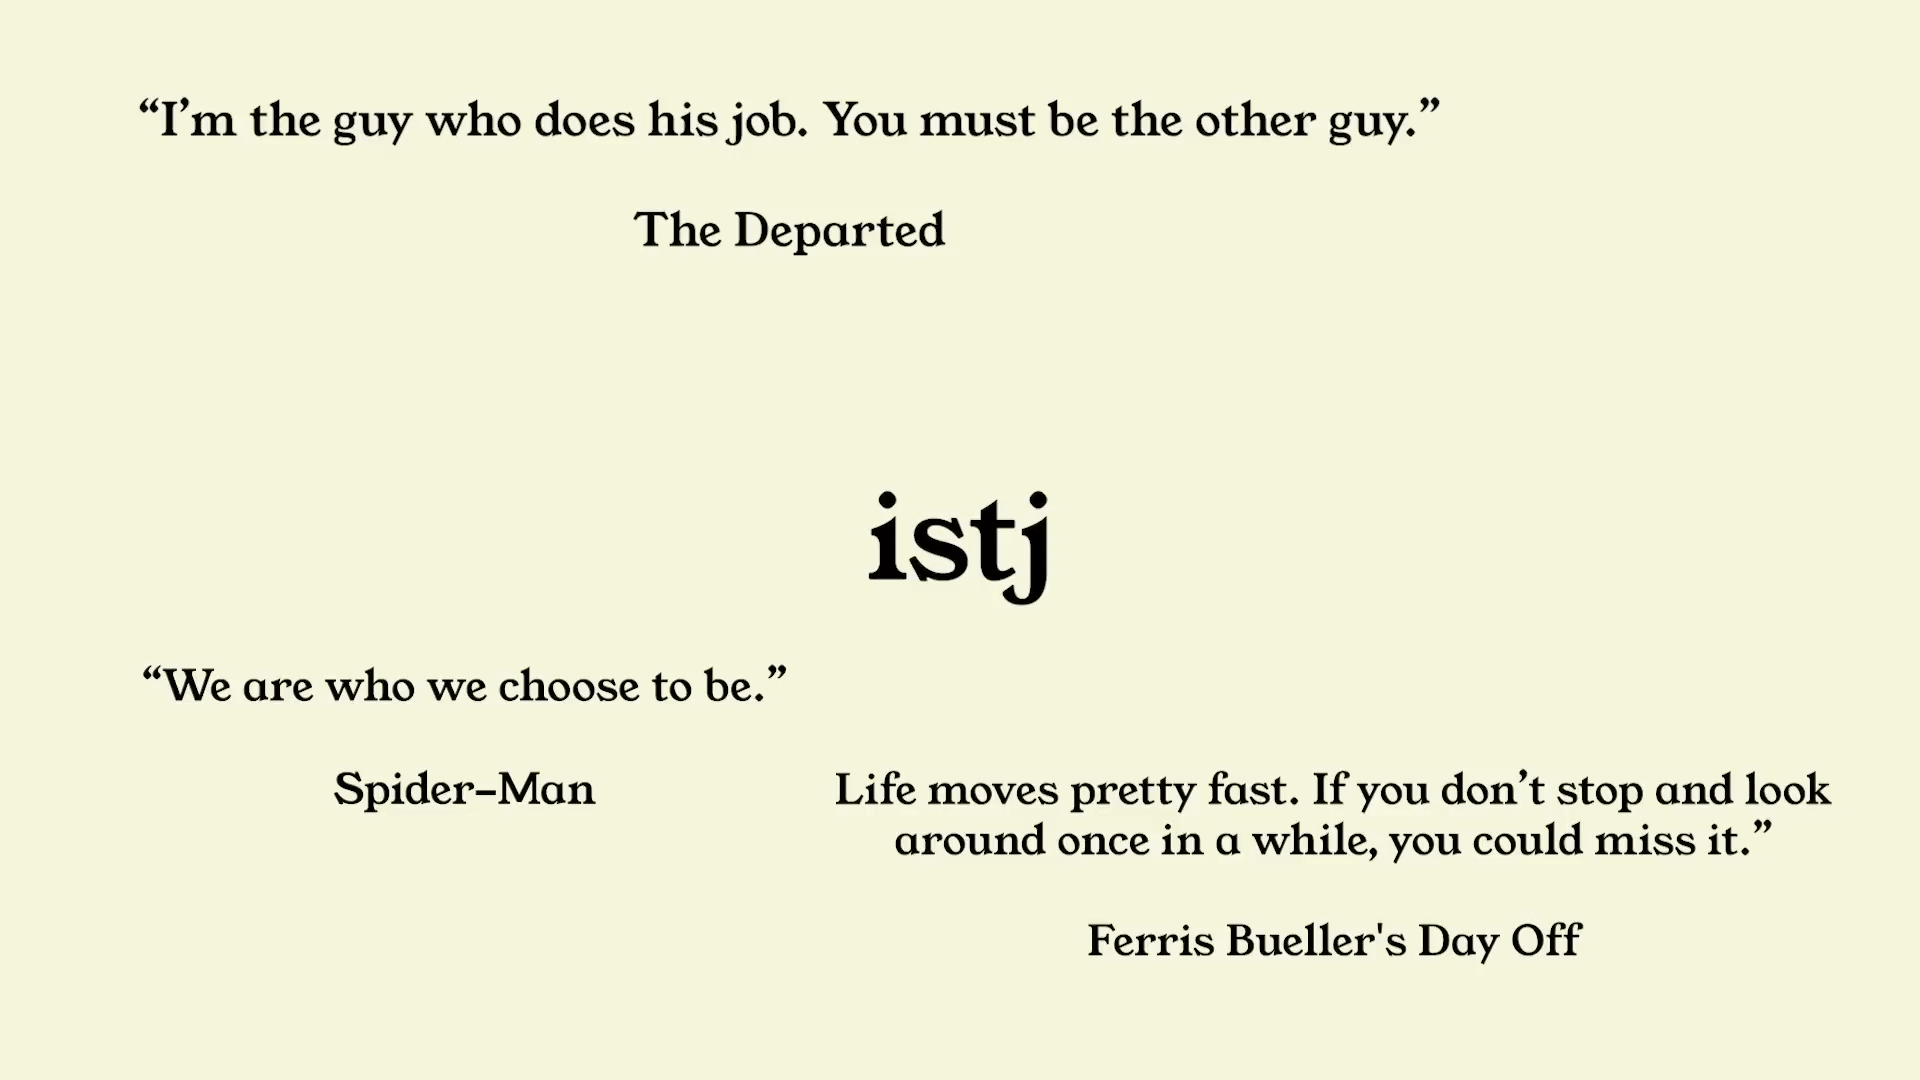 “I’m the guy who does his job. You must be the other guy.”
The Departed
istj
“We are who we choose to be.”
Spider-Man
Life moves pretty fast. If you don’t stop and look
around once in a while, you could miss it.”
Ferris Bueller's Day Off